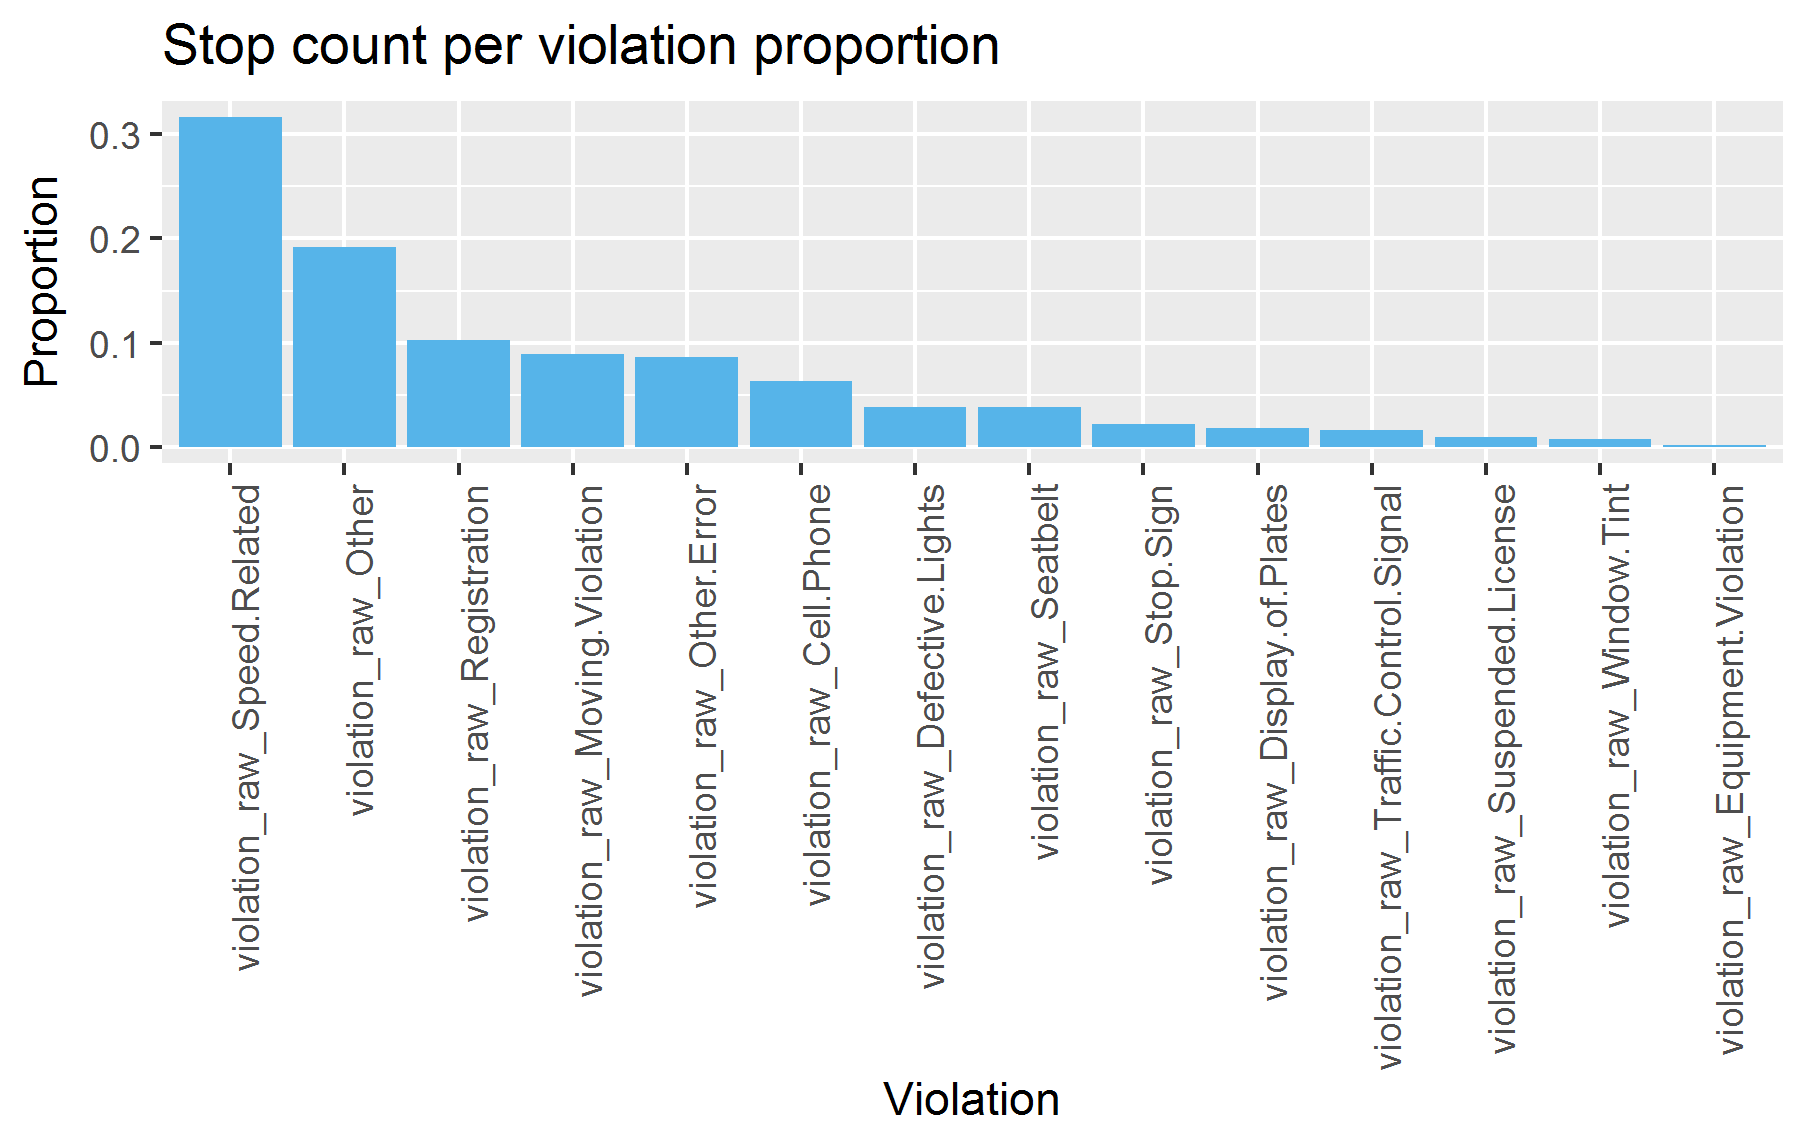 Stop count per violation proportion
Proportion
0.3
0.2
0.1
0.0
violation_raw_Speed.Related
violation_raw_Other
violation_raw_Registration
violation_raw_Moving.Violation
violation_raw_Other.Error
violation_raw_Cell.Phone
violation_raw_Defective.Lights
violation_raw_Seatbelt
violation_raw_Stop.Sign
violation_raw_Display.of.Plates
violation_raw_Traffic.Control.Signal
violation_raw_Suspended.License
violation_raw_Window.Tint
violation_raw_Equipment.Violation
Violation